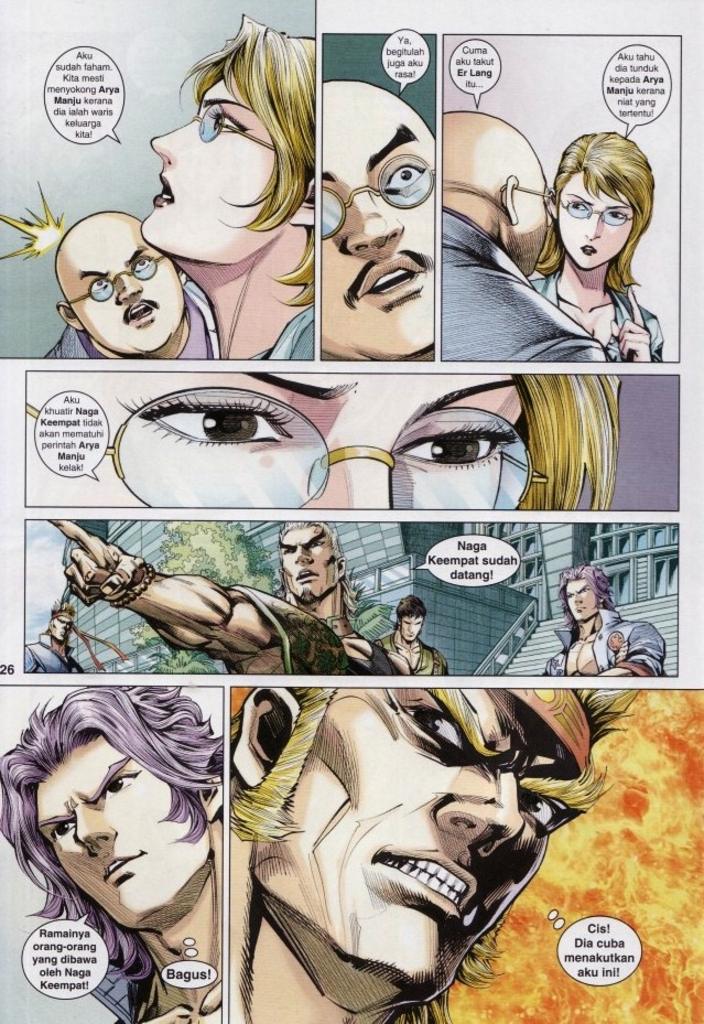 Aku
sudah faham.
Kita mesti
menyokong Arya
Manju kerana
dia ialah waris
keluarga
kita!
Ya,
begitulah
juga aku
rasa!
Cuma
aku takut
Er Lang
itu...
Aku tahu
dia tunduk
kepada Arya
Manju kerana
niat yang
tertentu!
Aku
khuatir Naga
Keempat tidak
akan mematuhi
perintah Arya
Manju
kelak!
Naga
Keempat sudah
datang!
26
Ramainya
orang-orang
yang dibawa
oleh Naga
Keempat!
Bagus!
Cis!
Dia cuba
menakutkan
aku ini!